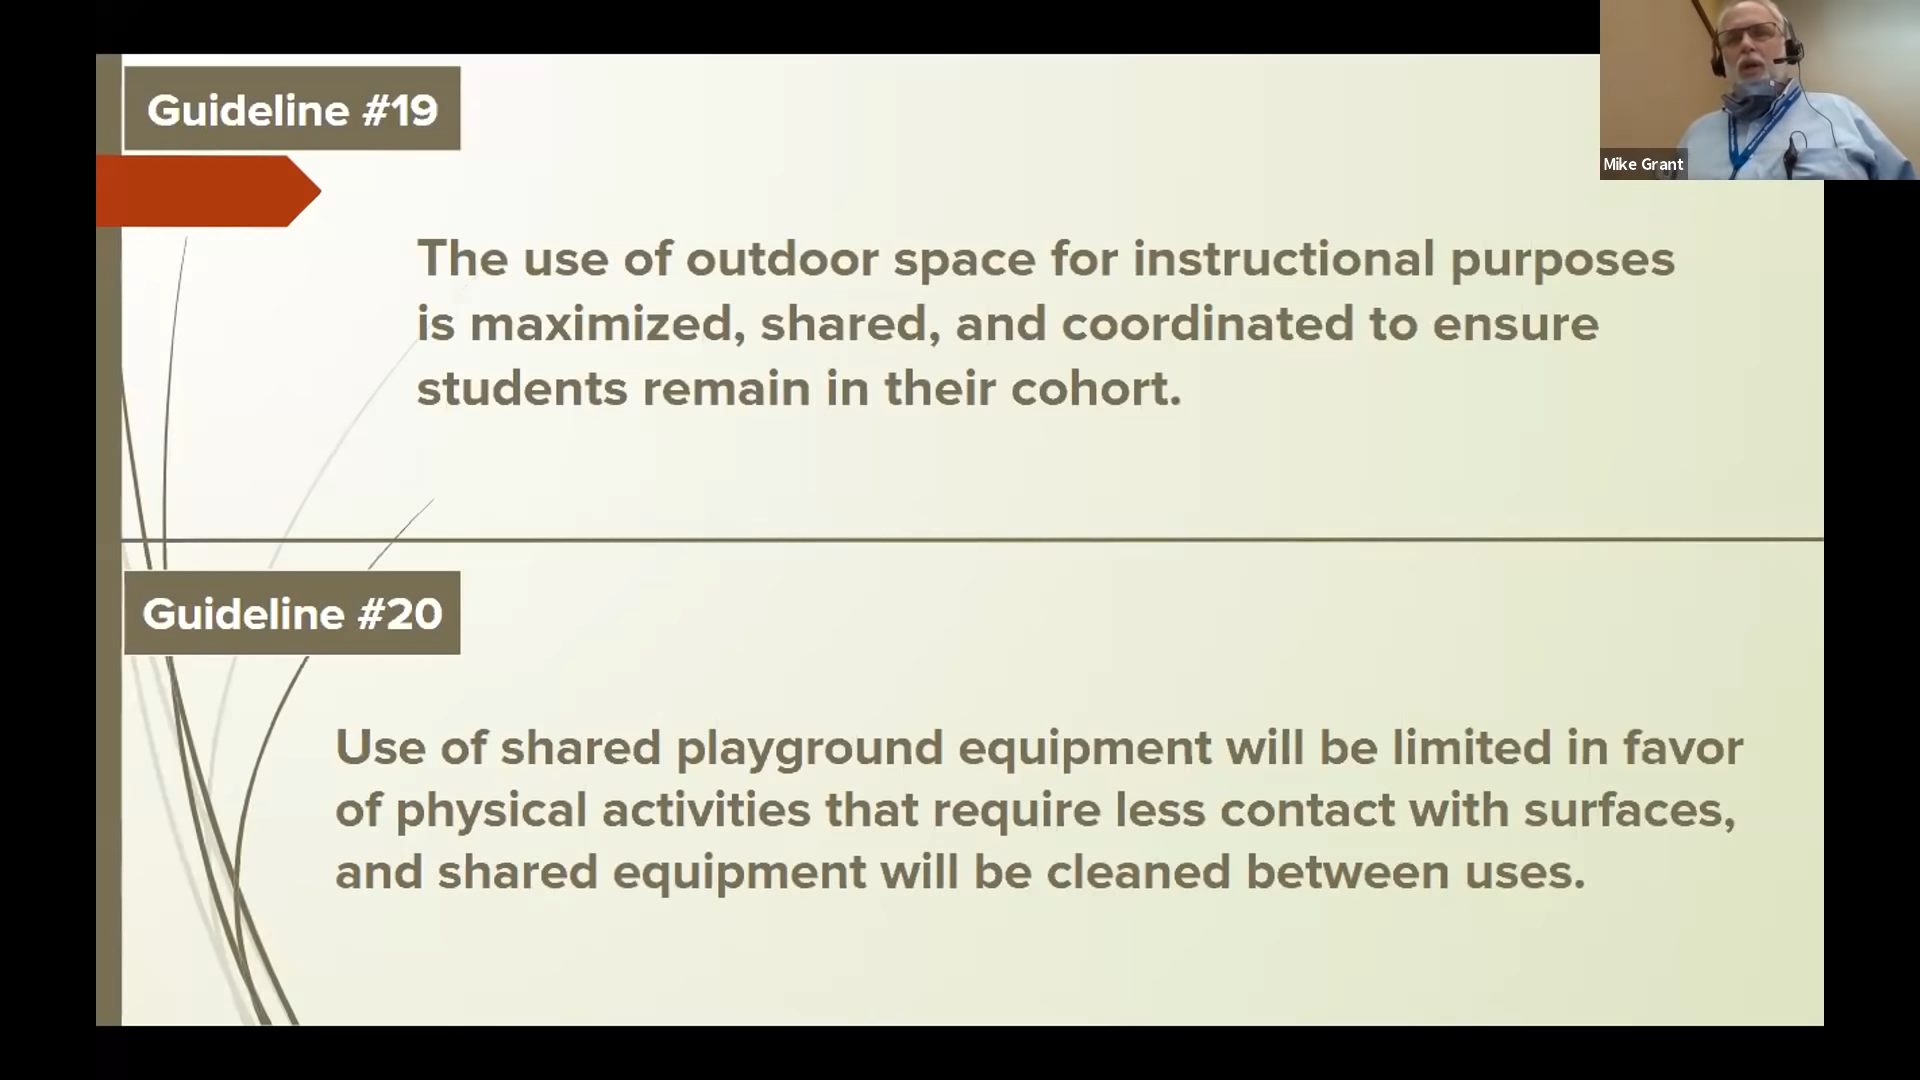 Guideline #19
Mike Grant
The use of outdoor space for instructional purposes
is maximized, shared, and coordinated to ensure
students remain in their cohort.
Guideline #20
Use of shared playground equipment will be limited in favor
of physical activities that require less contact with surfaces,
and shared equipment will be cleaned between uses.